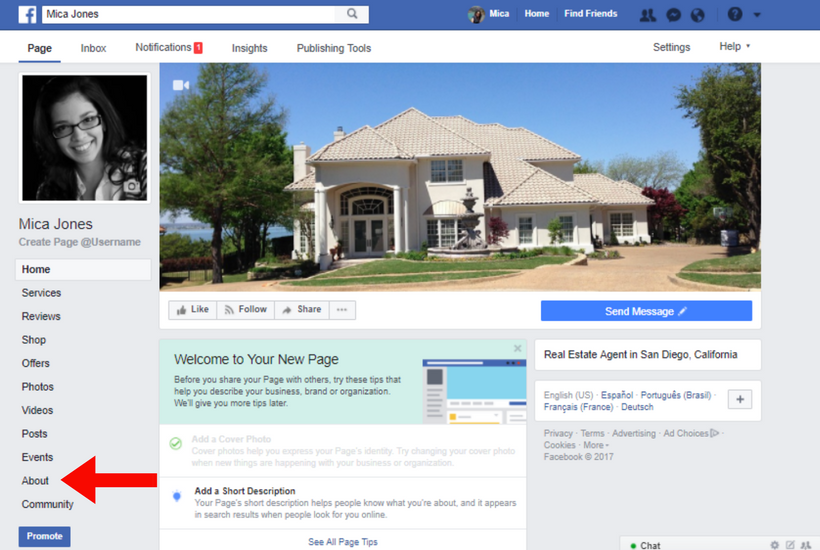 f
Mica Jones
Mica Home Find Friends
Page Inbox Notifications 1 Insights Publishing Tools Settings Help
Mica Jones
Create Page @Username
Home
Services
Reviews
Shop
Offers
Photos
Videos
Posts
Events
About
Community
Promote
Like Follow Share ...
Send Message
Welcome to Your New Page
Before you share your Page with others, try these tips that
help you describe your business, brand or organization.
We'll give you more tips later.
Add a Cover Photo
Cover photos help you express your Page's identity. Try changing your cover photo
when new things are happening with your business or organization.
Add a Short Description
Your Page's short description helps people know what you're about, and it appears
in search results when people look for you online.
See All Page Tips
Real Estate Agent in San Diego, California
English (US) · Español · Português (Brasil) ·
Français (France) · Deutsch
Privacy · Terms · Advertising · Ad Choices ·
Cookies · More
Facebook © 2017
Chat